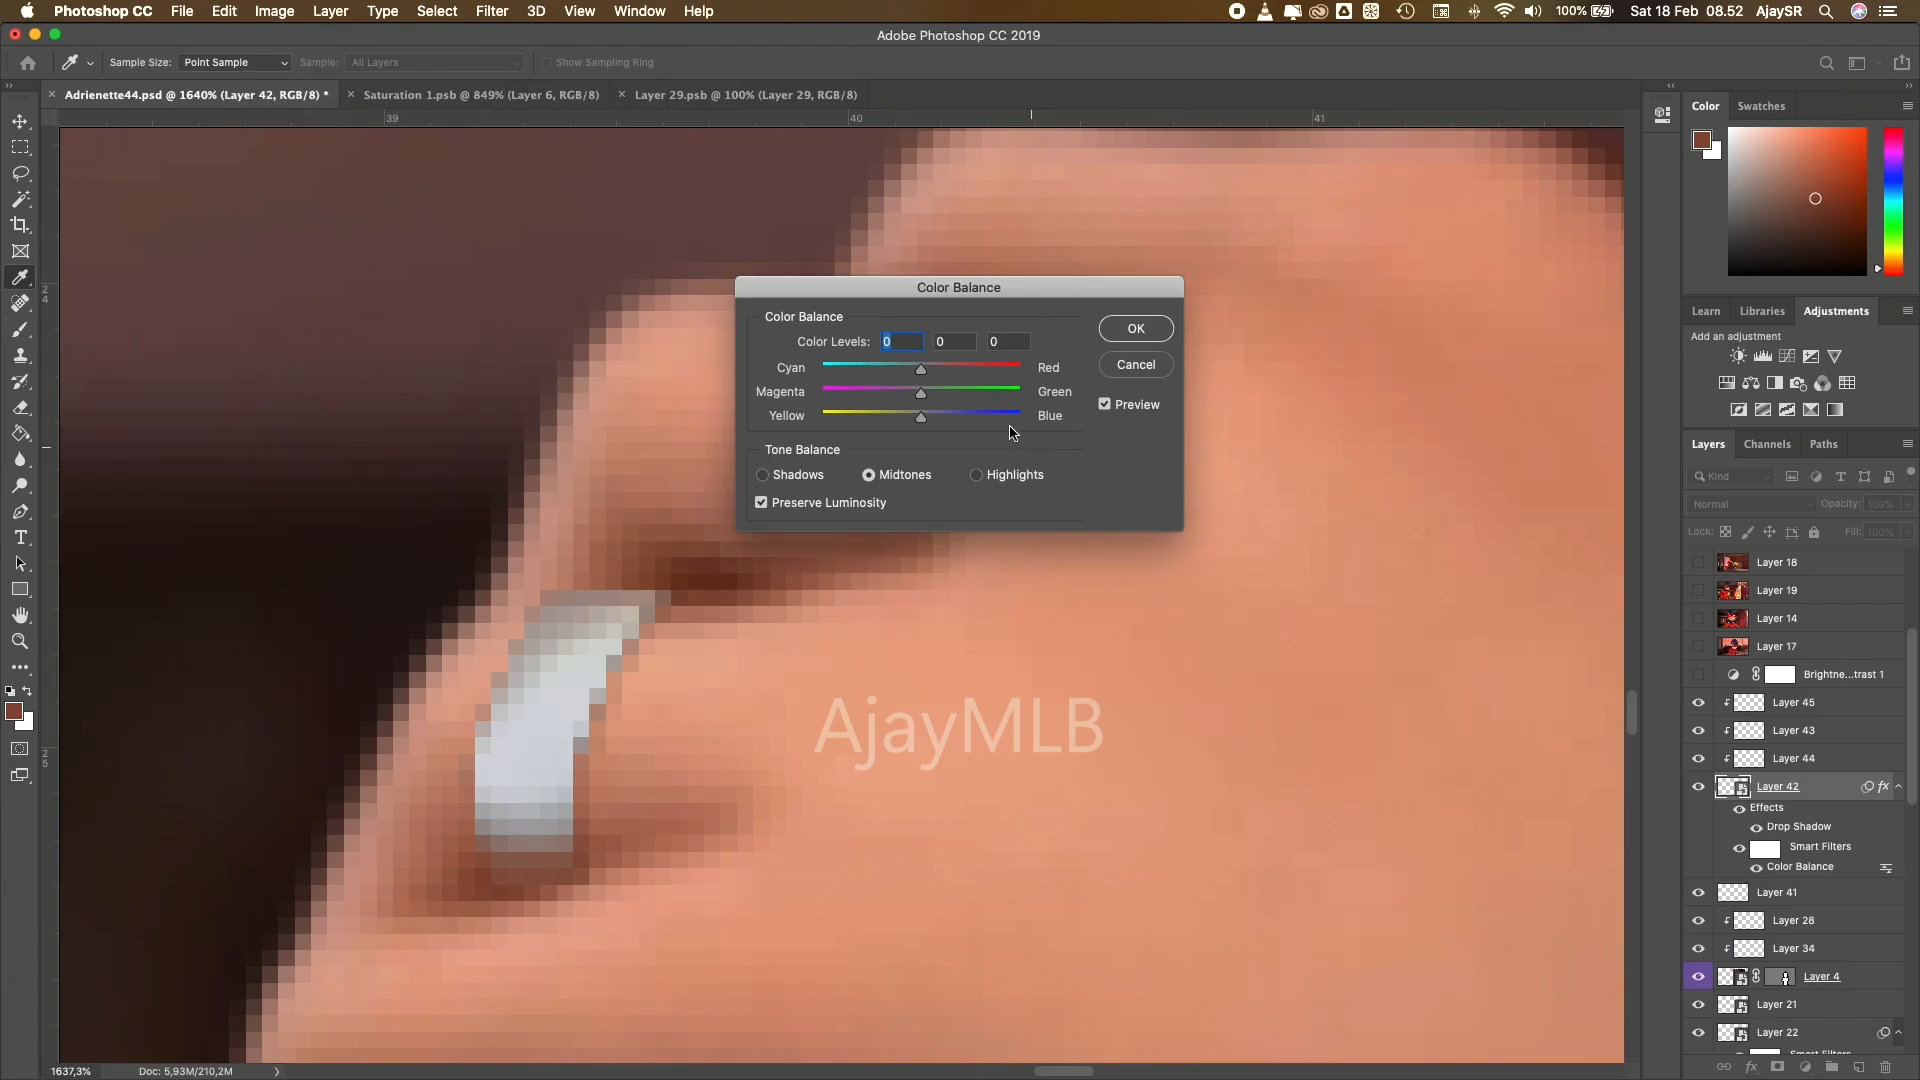 Photoshop CC File Edit Image Layer Type Select Filter 3D View Window Help 100% Sat 18 Feb 08.52 AjaySR
Adobe Photoshop CC 2019
Sample Size: Point Sample Sample: All Layers Show Sampling Ring
Adrienette44.psd @ 1640% (Layer 42, RGB/8) * Saturation 1.psb @ 849% (Layer 6, RGB/8) Layer 29.psb @ 100% (Layer 29, RGB/8)
39 40 41
24
25
Color Balance
Color Balance
Color Levels: 0 0 0
Cyan Red
Magenta Green
Yellow Blue
OK
Cancel
Preview
Tone Balance
Shadows Midtones Highlights
Preserve Luminosity
AjayMLB
Color Swatches
Learn Libraries Adjustments
Add an adjustment
Layers Channels Paths
Kind
Normal Opacity: 100%
Lock: Fill: 100%
Layer 18
Layer 19
Layer 14
Layer 17
Brightne...trast 1
Layer 45
Layer 43
Layer 44
Layer 42 fx
Effects
Drop Shadow
Smart Filters
Color Balance
Layer 41
Layer 28
Layer 34
Layer 4
Layer 21
Layer 22
Smart Filters
fx
1637,3% Doc: 5,93M/210,2M